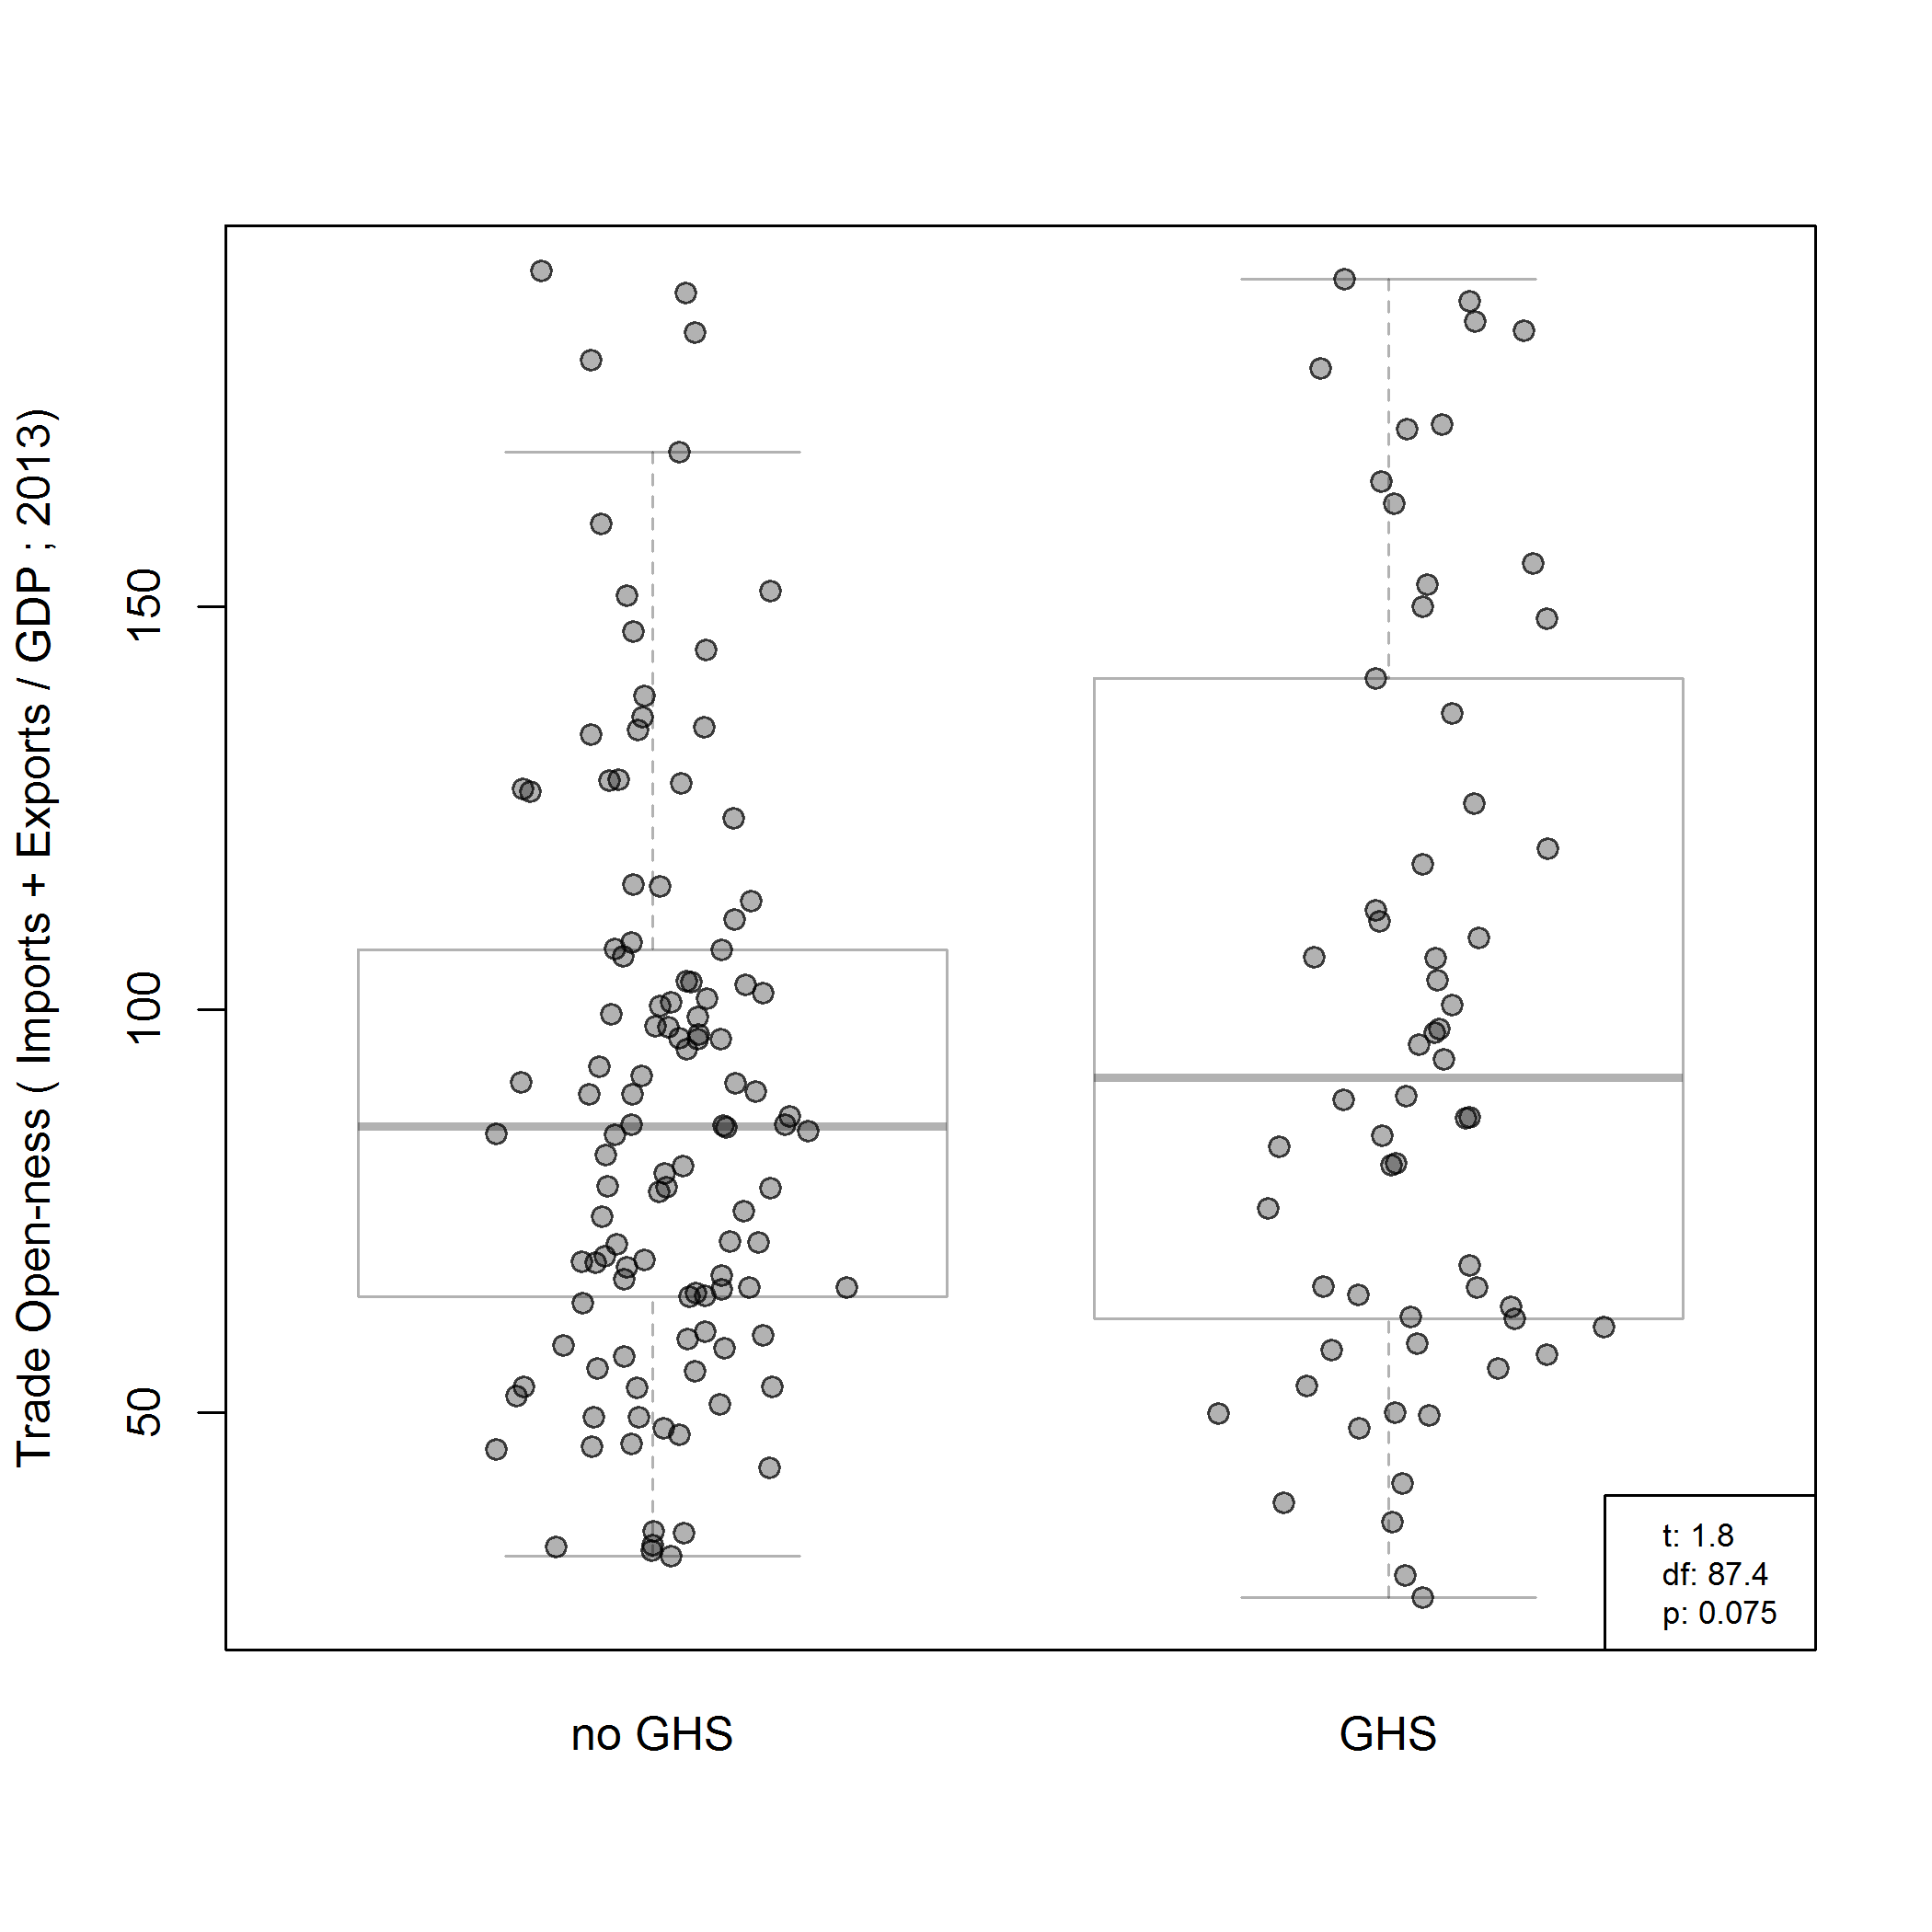 Trade Open-ness ( Imports + Exports / GDP ; 2013)
150
100
50
t: 1.8
df: 87.4
p: 0.075
no GHS
GHS